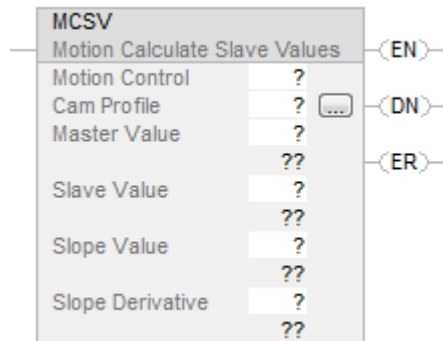 MCSV
Motion Calculate Slave Values (EN)
Motion Control ?
Cam Profile ? ... (DN)
Master Value ?
?? (ER)
Slave Value ?
??
Slope Value ?
??
Slope Derivative ?
??